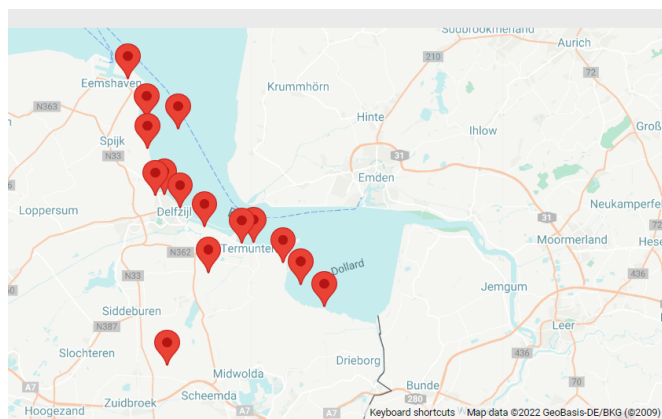 Suubrookmerland
Aurich
210
72
Eemshaven
Krummhörn
N363
Hinte
Ihlow
Groß
Spijk
N33
31
Emden
Loppersum
Delfzijl
31
Neukamperfe
Termunten
Moormerland
Hese
N362
Dollard
N33
436
Jemgum
Siddeburen
N387
Leer
Slochteren
436
Drieborg
Midwolda
70
A7
Bunde
Zuidbroek
Scheemda
280
Hoogezand
A7
Keyboard shortcuts
Map data ©2022 GeoBasis-DE/BKG (©2009)